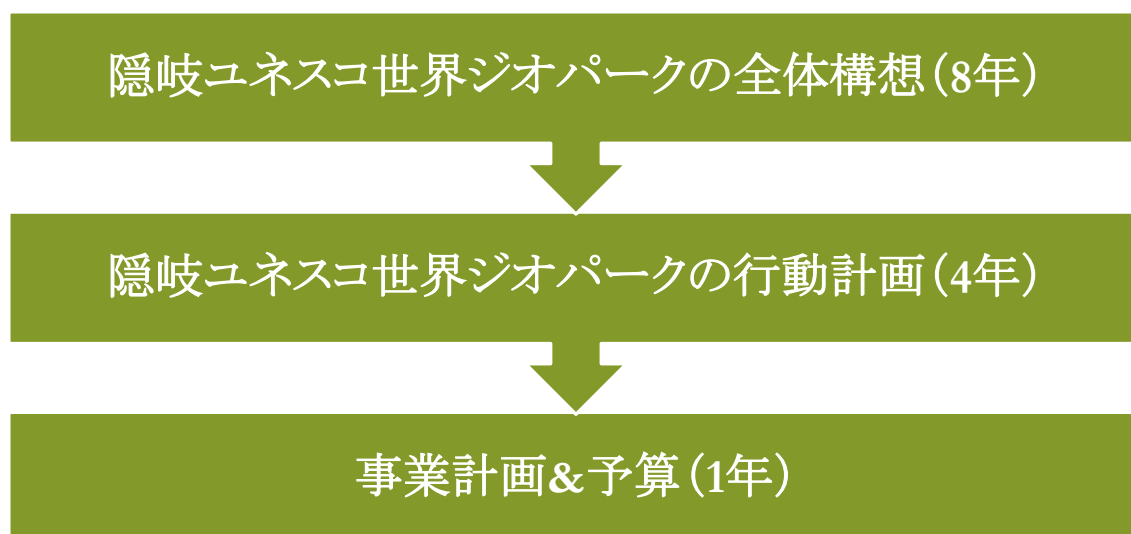 隠岐ユネスコ世界ジオパークの全体構想（8年）
隠岐ユネスコ世界ジオパークの行動計画（4年）
事業計画&予算（1年）